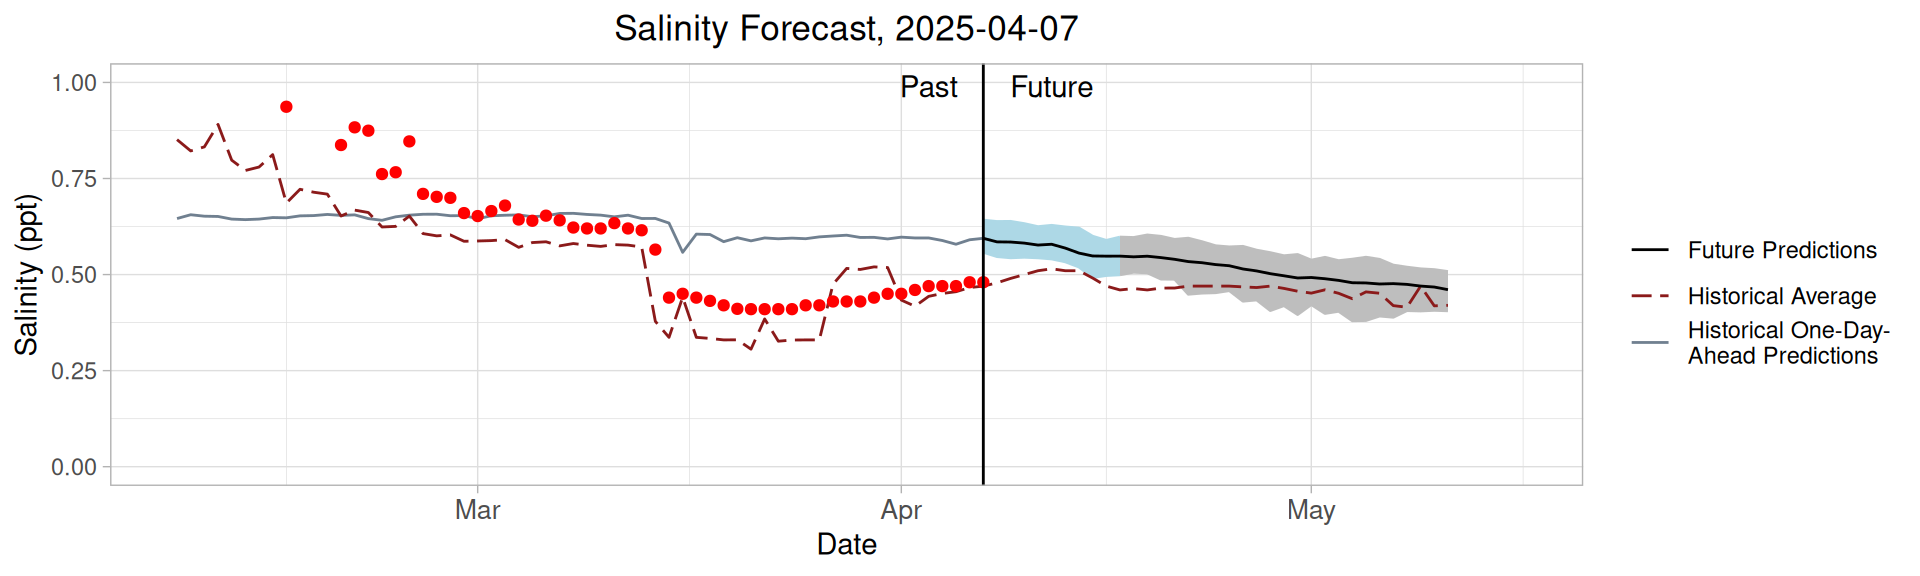 Salinity Forecast, 2025-04-07
Past
Future
1.00
0.75
0.50
0.25
0.00
Salinity (ppt)
Mar
Apr
May
Date
Future Predictions
Historical Average
Historical One-Day-
Ahead Predictions